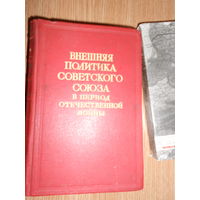 ВНЕШНЯЯ
ПОЛИТИКА
СОВЕТСКОГО
СОЮЗА
В ПЕРИОД
ОТЕЧЕСТВЕННОЙ
ВОЙНЫ